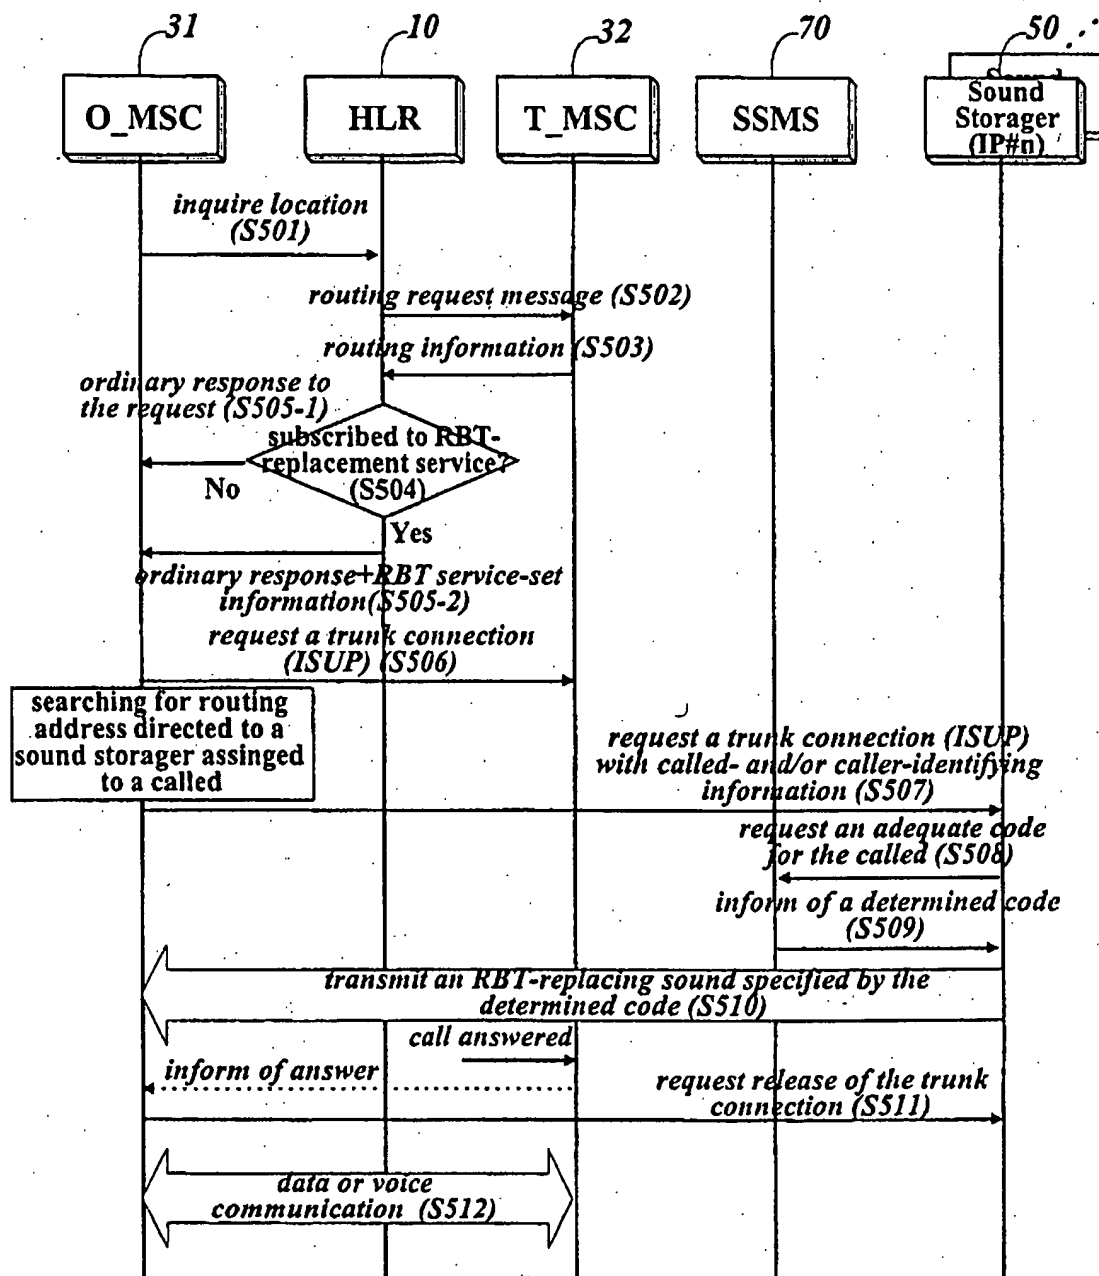 31
10
32
70
50
O_MSC
HLR
T_MSC
SSMS
Sound
Sound
Storager
(IP#n)
inquire location
(S501)
routing request message (S502)
routing information (S503)
ordinary response to
the request (S505-1)
subscribed to RBT-
replacement service?
(S504)
No
Yes
ordinary response+RBT service-set
information(S505-2)
request a trunk connection
(ISUP) (S506)
searching for routing
address directed to a
sound storager assinged
to a called
request a trunk connection (ISUP)
with called- and/or caller-identifying
information (S507)
request an adequate code
for the called (S508)
inform of a determined code
(S509)
transmit an RBT-replacing sound specified by the
determined code (S510)
call answered
inform of answer
request release of the trunk
connection (S511)
data or voice
communication (S512)